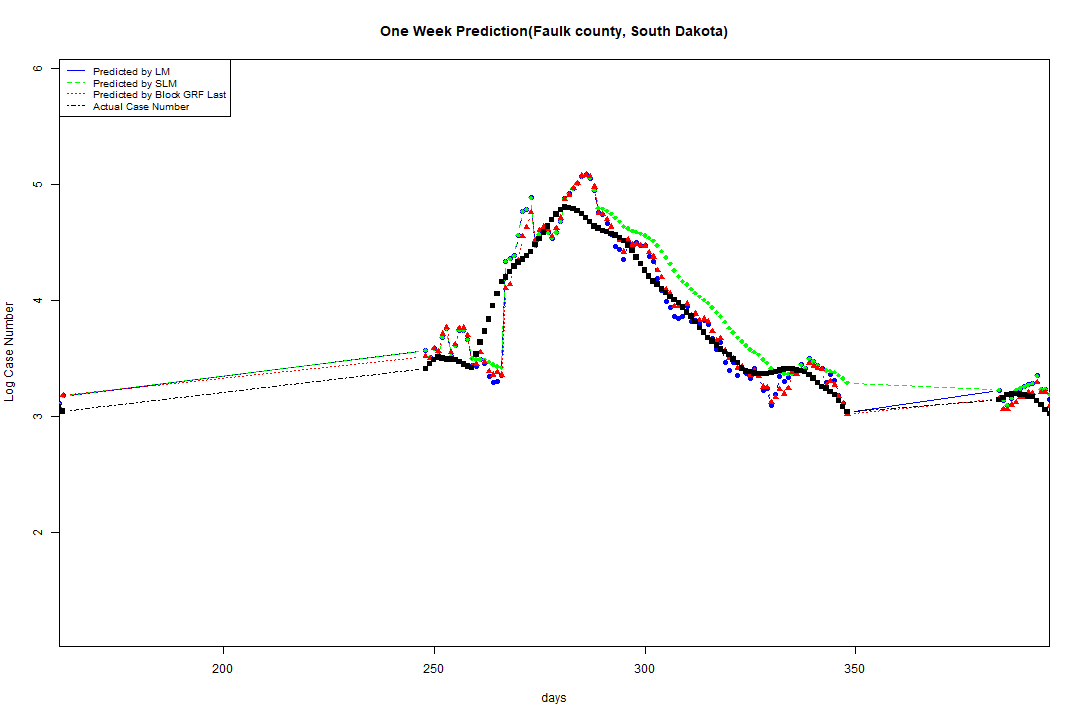 One Week Prediction(Faulk county, South Dakota)
Predicted by LM
Predicted by SLM
Predicted by Block GRF Last
Actual Case Number
Log Case Number
6
5
4
3
2
200
250
300
350
days